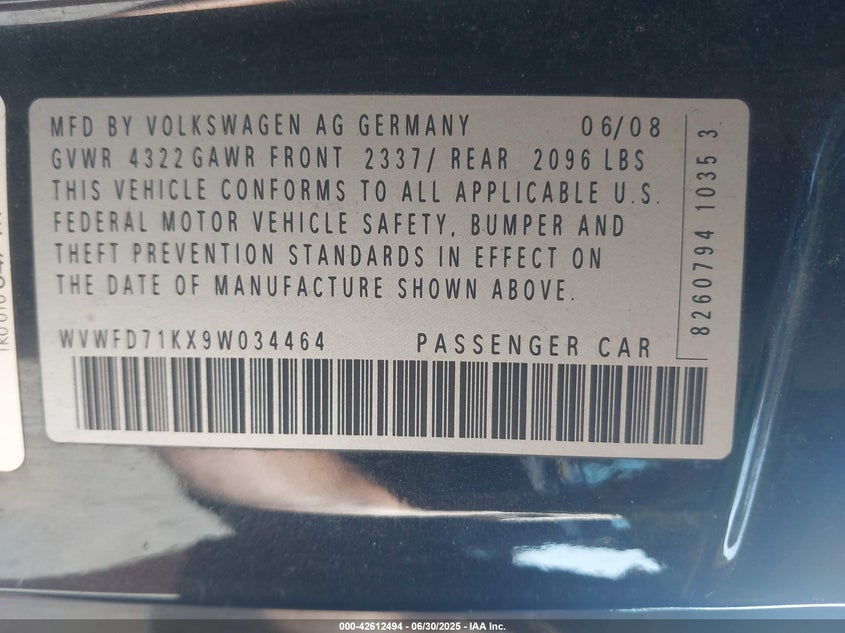 MFD BY VOLKSWAGEN AG GERMANY 06/08
GVWR 4322 GAWR FRONT 2337/ REAR 2096 LBS
THIS VEHICLE CONFORMS TO ALL APPLICABLE U.S.
FEDERAL MOTOR VEHICLE SAFETY, BUMPER AND
THEFT PREVENTION STANDARDS IN EFFECT ON
THE DATE OF MANUFACTURE SHOWN ABOVE.
WVWFD71KX9W034464 PASSENGER CAR
8260794 1035 3
000-42612494 - 06/30/2025 - IAA Inc.